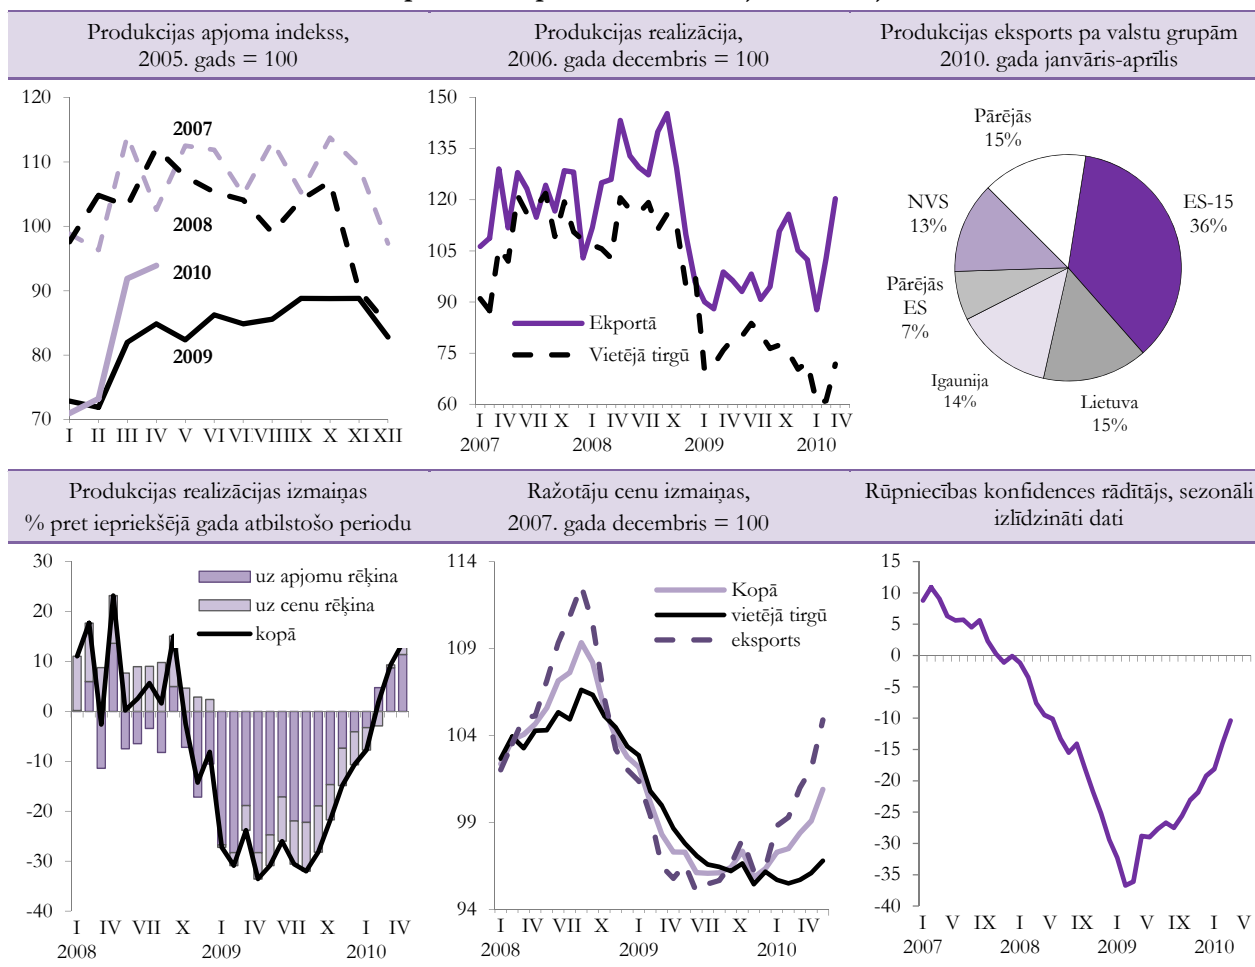 Produkcijas apjoma indekss,
2005. gads = 100
Produkcijas realizācija,
2006. gada decembris = 100
Produkcijas eksports pa valstu grupām
2010. gada janvāris-aprīlis
120
110
100
90
80
70
2007
2008
2010
2009
I II III IV V VI VII VIII IX X XI XII
150
135
120
105
90
75
60
Ekportā
Vietējā tirgū
I IV VII X I IV VII X I IV VII X I IV
2007 2008 2009 2010
Pārējās
15%
ES-15
36%
NVS
13%
Pārējās
ES
7%
Igaunija
14%
Lietuva
15%
Produkcijas realizācijas izmaiņas
% pret iepriekšējā gada atbilstošo periodu
Ražotāju cenu izmaiņas,
2007. gada decembris = 100
Rūpniecības konfidences rādītājs, sezonāli
izlīdzināti dati
30
20
10
0
-10
-20
-30
-40
uz apjomu rēķina
uz cenu rēķina
kopā
I IV VII X I IV VII X I IV
2008 2009 2010
114
109
104
99
94
Kopā
vietējā tirgū
eksports
I IV VII X I IV VII X I IV
2008 2009 2010
15
10
5
0
-5
-10
-15
-20
-25
-30
-35
-40
I V IX I V IX I V IX I V
2007 2008 2009 2010